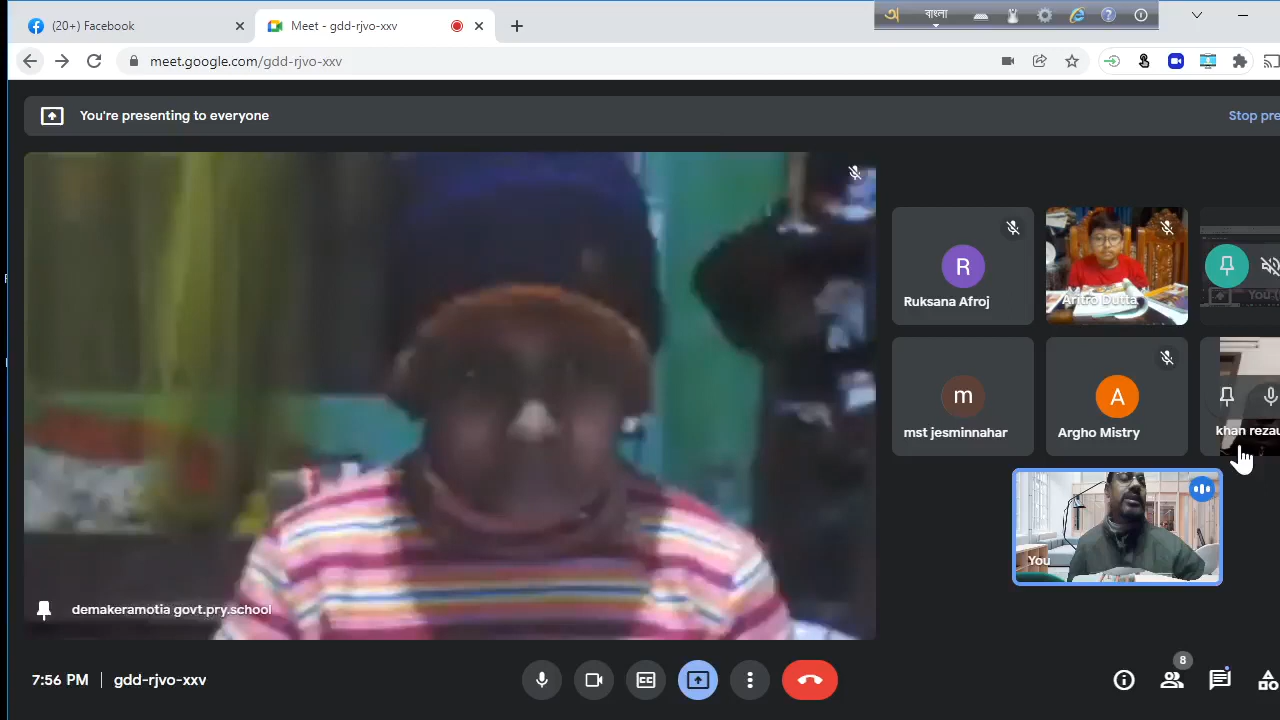 (20+) Facebook
Meet - gdd-rjvo-xxv
বাংলা
meet.google.com/gdd-rjvo-xxv
You're presenting to everyone
Stop pre
R
Ruksana Afroj
Aritro Dutta
You (
m
mst jesminnahar
A
Argho Mistry
khan rezau
You
demakeramotia govt.pry.school
7:56 PM
gdd-rjvo-xxv
CC
8